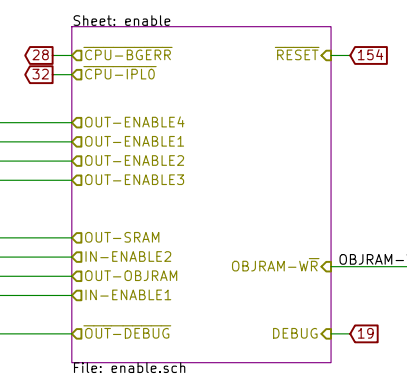 Sheet: enable
28 CPU-BGERR RESET 154
32 CPU-IPL0
OUT-ENABLE4
OUT-ENABLE1
OUT-ENABLE2
OUT-ENABLE3
OUT-SRAM
IN-ENABLE2
OBJRAM-WR OBJRAM-
OUT-OBJRAM
IN-ENABLE1
OUT-DEBUG DEBUG 19
File: enable.sch